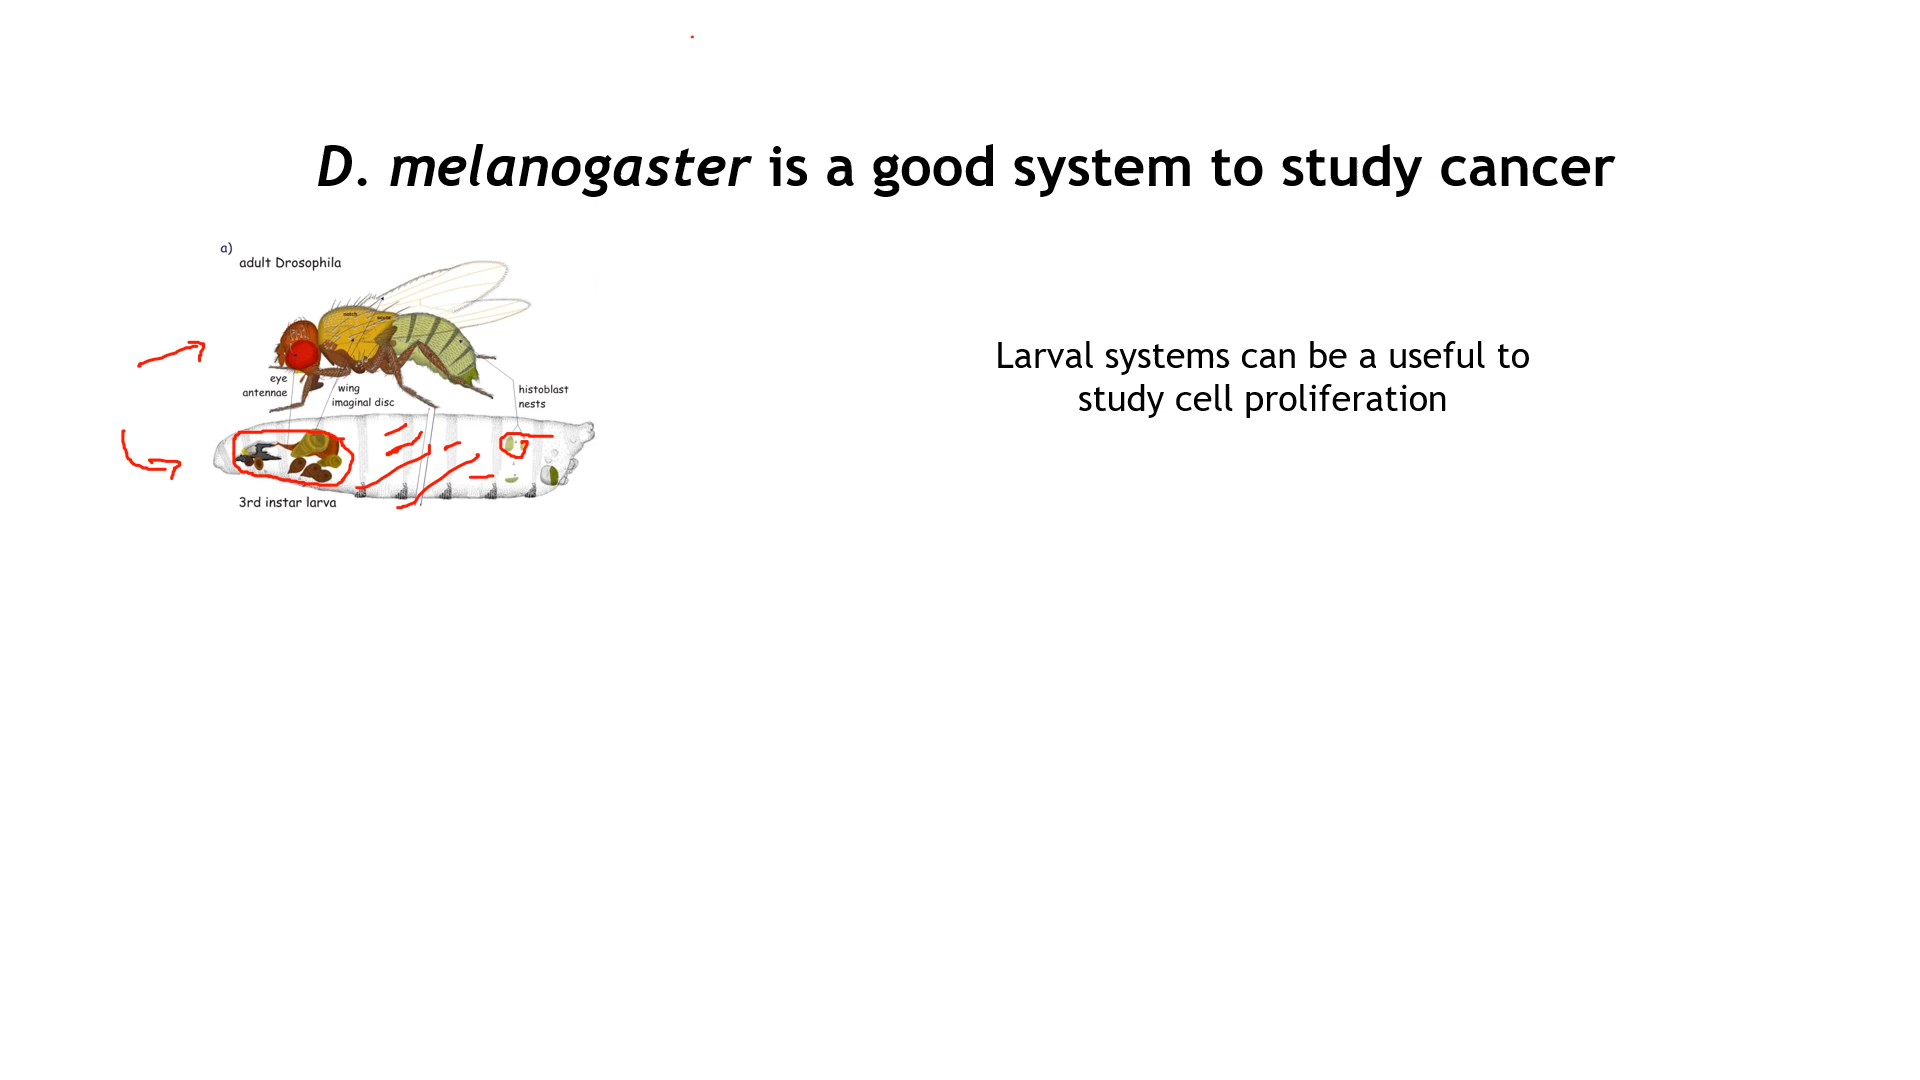 D. melanogaster is a good system to study cancer
a)
adult Drosophila
eye
antennae
wing
imaginal disc
histoblast
nests
3rd instar larva
Larval systems can be a useful to
study cell proliferation